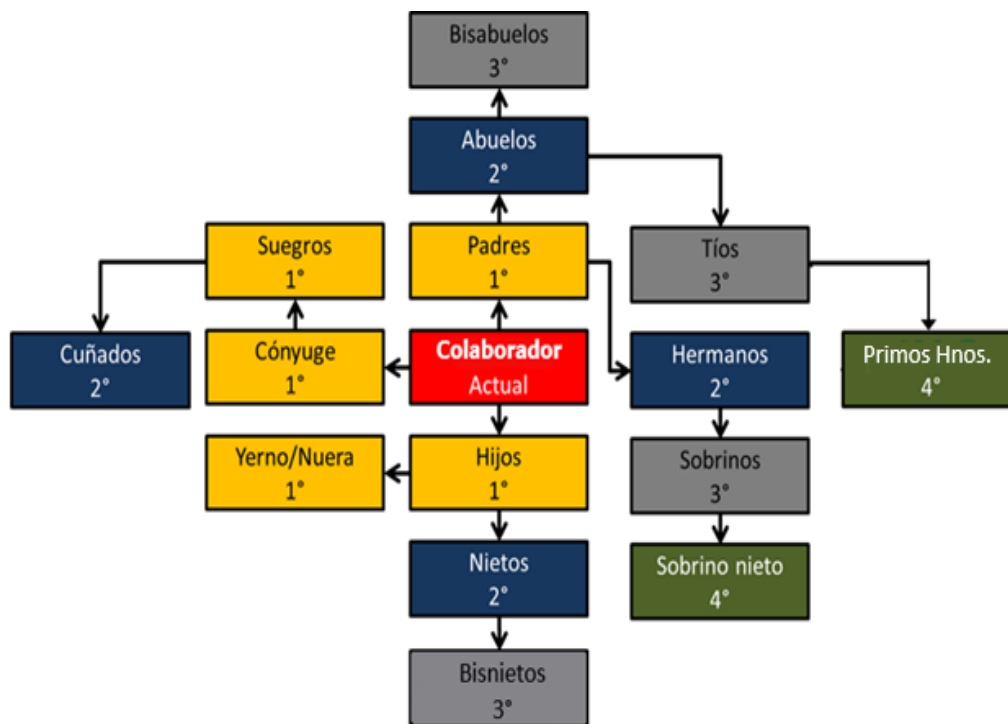 Bisabuelos
3°
Abuelos
2°
Suegros
1°
Padres
1°
Tíos
3°
Cuñados
2°
Cónyuge
1°
Colaborador
Actual
Hermanos
2°
Primos Hnos.
4°
Yerno/Nuera
1°
Hijos
1°
Sobrinos
3°
Nietos
2°
Sobrino nieto
4°
Bisnietos
3°